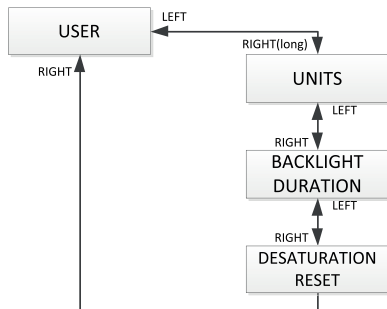 USER
LEFT
RIGHT(long)
RIGHT
UNITS
LEFT
RIGHT
BACKLIGHT
DURATION
LEFT
RIGHT
DESATURATION
RESET